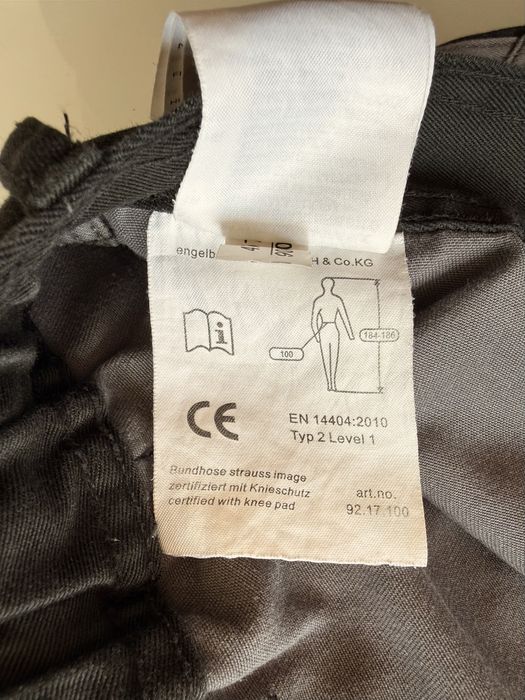 engelb
H & Co.KG
i
184-186
100
CE
EN 14404:2010
Typ 2 Level 1
Bundhose strauss image
zertifiziert mit Knieschutz
certified with knee pad
art.no.
92.17.100